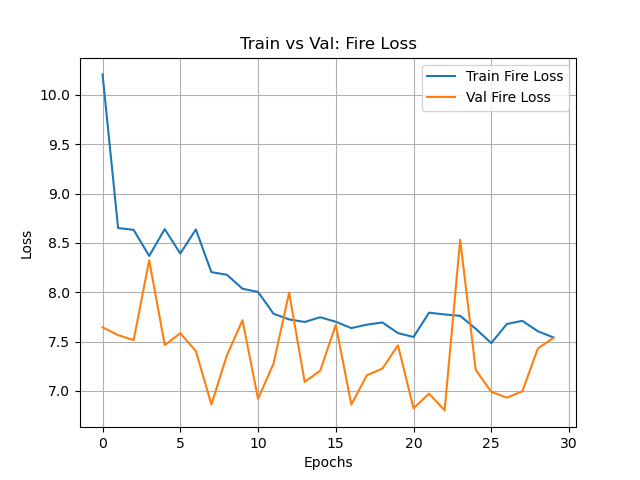 Train vs Val: Fire Loss
Train Fire Loss
Val Fire Loss
10.0
9.5
9.0
8.5
8.0
7.5
7.0
Loss
0 5 10 15 20 25 30
Epochs